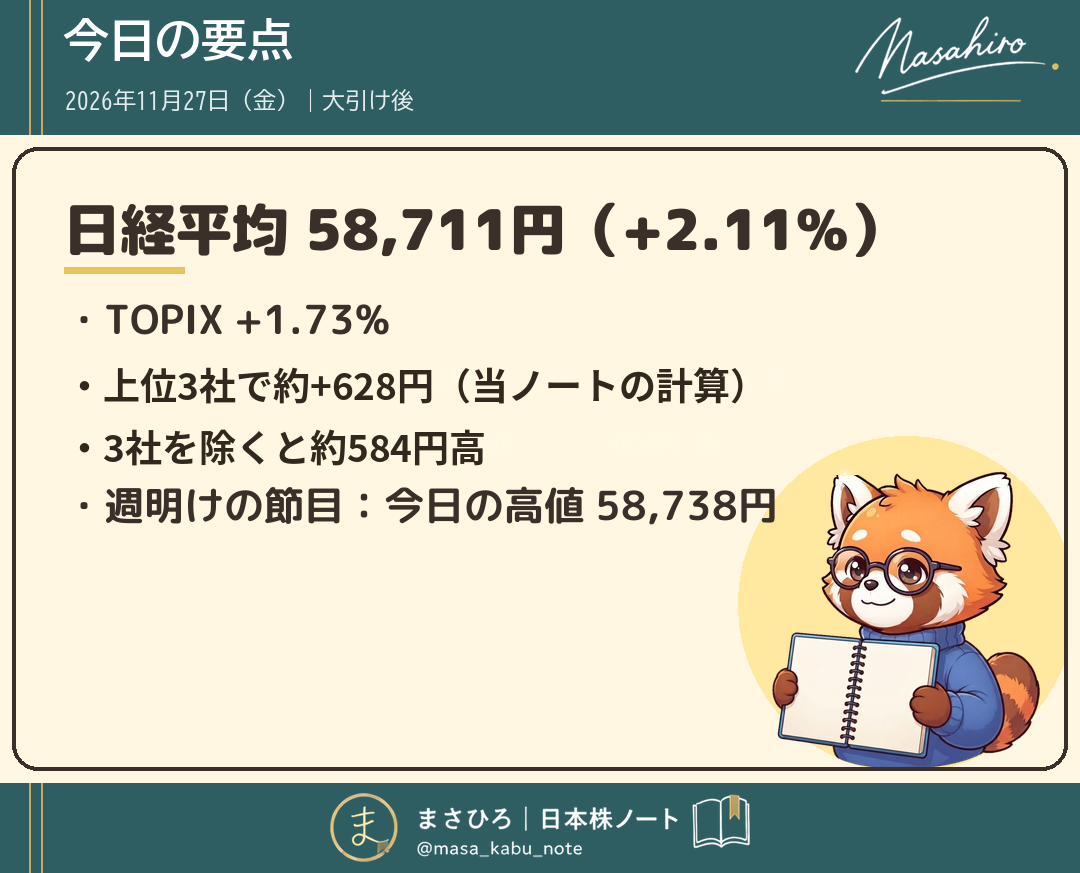 今日の要点
Masahiro
2026年11月27日（金）｜大引け後
日経平均 58,711円（+2.11%）
・TOPIX +1.73%
・上位3社で約+628円（当ノートの計算）
・3社を除くと約584円高
・週明けの節目：今日の高値 58,738円
ま
まさひろ｜日本株ノート
@masa_kabu_note